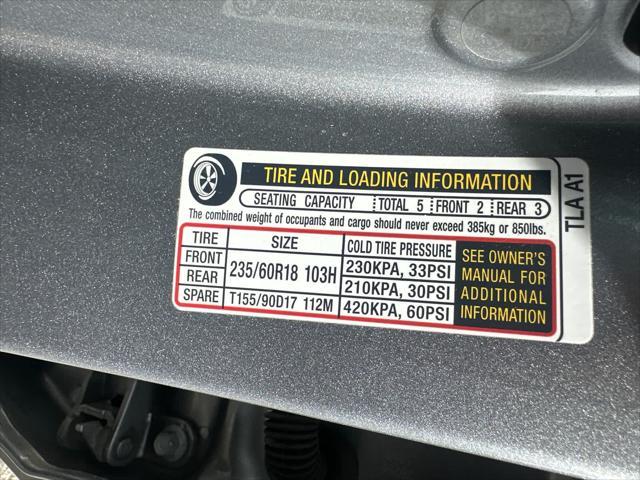 TIRE AND LOADING INFORMATION
SEATING CAPACITY TOTAL 5 FRONT 2 REAR 3
The combined weight of occupants and cargo should never exceed 385kg or 850lbs.
TIRE SIZE COLD TIRE PRESSURE
FRONT 235/60R18 103H 230KPA, 33PSI
REAR 210KPA, 30PSI
SPARE T155/90D17 112M 420KPA, 60PSI
SEE OWNER'S
MANUAL FOR
ADDITIONAL
INFORMATION
TLA A1